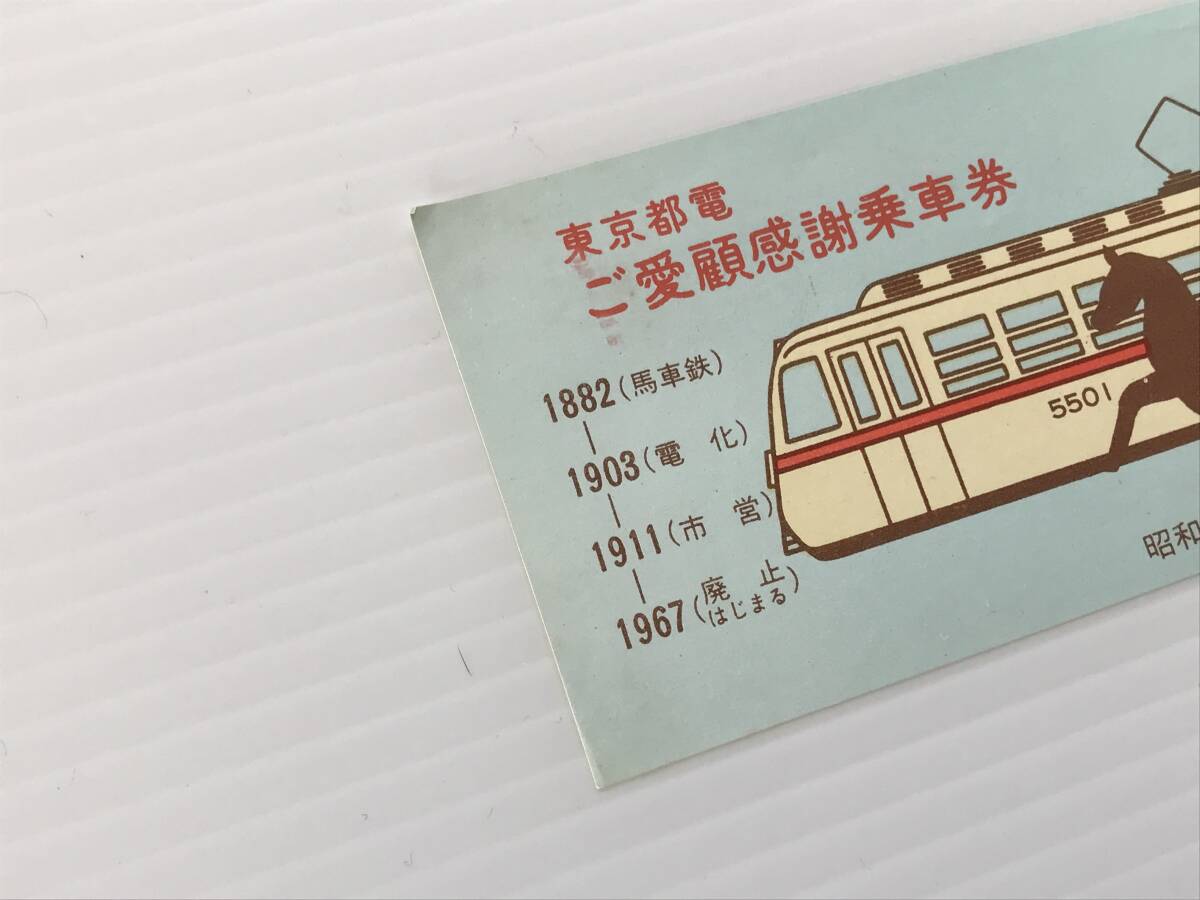 東京都電
ご愛顧感謝乗車券
1882(馬車鉄)
1903(電化)
1911(市営)
1967(廃止はじまる)
5501
昭和